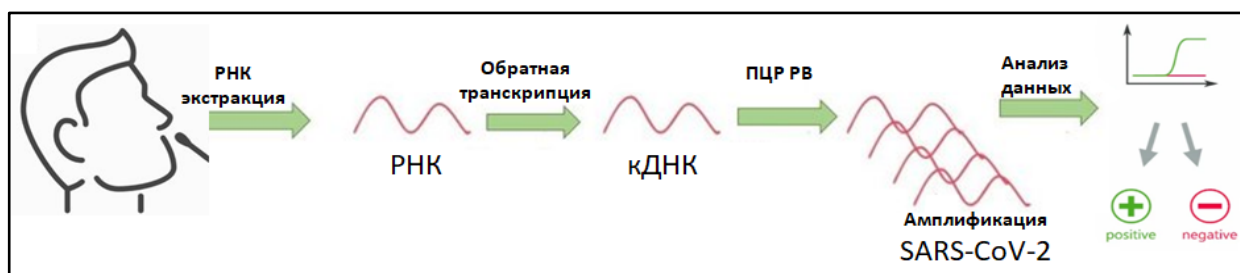 РНК
экстракция
РНК
Обратная
транскрипция
кДНК
ПЦР РВ
Амплификация
SARS-CoV-2
Анализ
данных
positive
negative